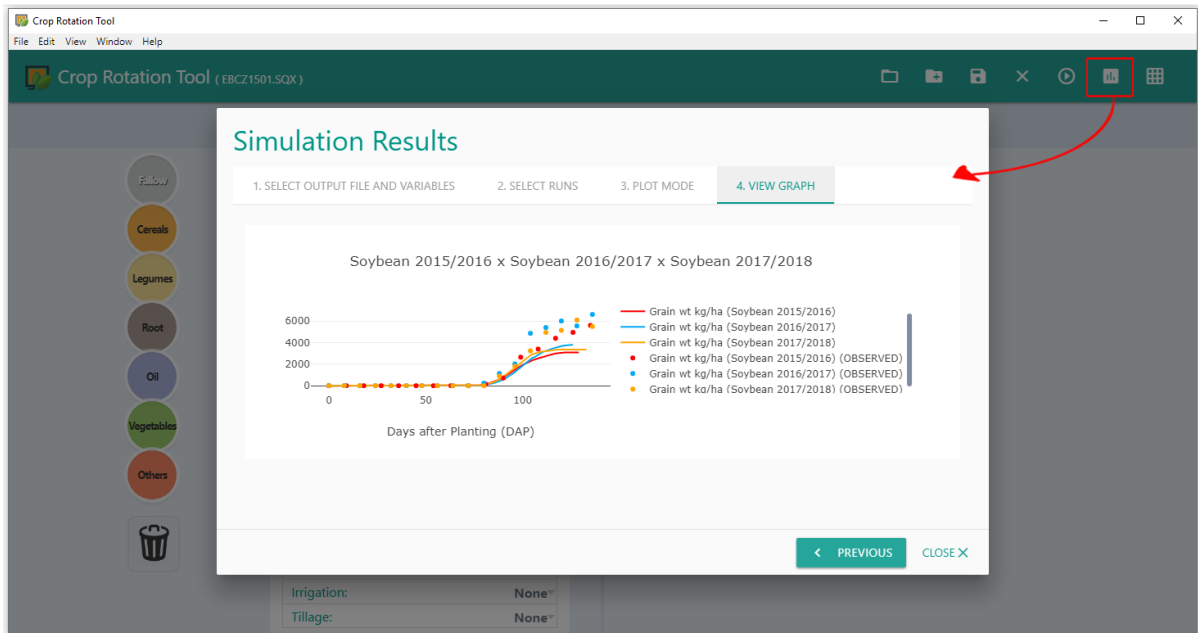 Crop Rotation Tool
File Edit View Window Help
Crop Rotation Tool ( EBCZ1501.SQX )
Simulation Results
1. SELECT OUTPUT FILE AND VARIABLES 2. SELECT RUNS 3. PLOT MODE 4. VIEW GRAPH
Fallow
Cereals
Legumes
Root
Oil
Vegetables
Others
Soybean 2015/2016 x Soybean 2016/2017 x Soybean 2017/2018
6000
4000
2000
0
0 50 100
Days after Planting (DAP)
Grain wt kg/ha (Soybean 2015/2016)
Grain wt kg/ha (Soybean 2016/2017)
Grain wt kg/ha (Soybean 2017/2018)
Grain wt kg/ha (Soybean 2015/2016) (OBSERVED)
Grain wt kg/ha (Soybean 2016/2017) (OBSERVED)
Grain wt kg/ha (Soybean 2017/2018) (OBSERVED)
PREVIOUS CLOSE
Irrigation: None
Tillage: None